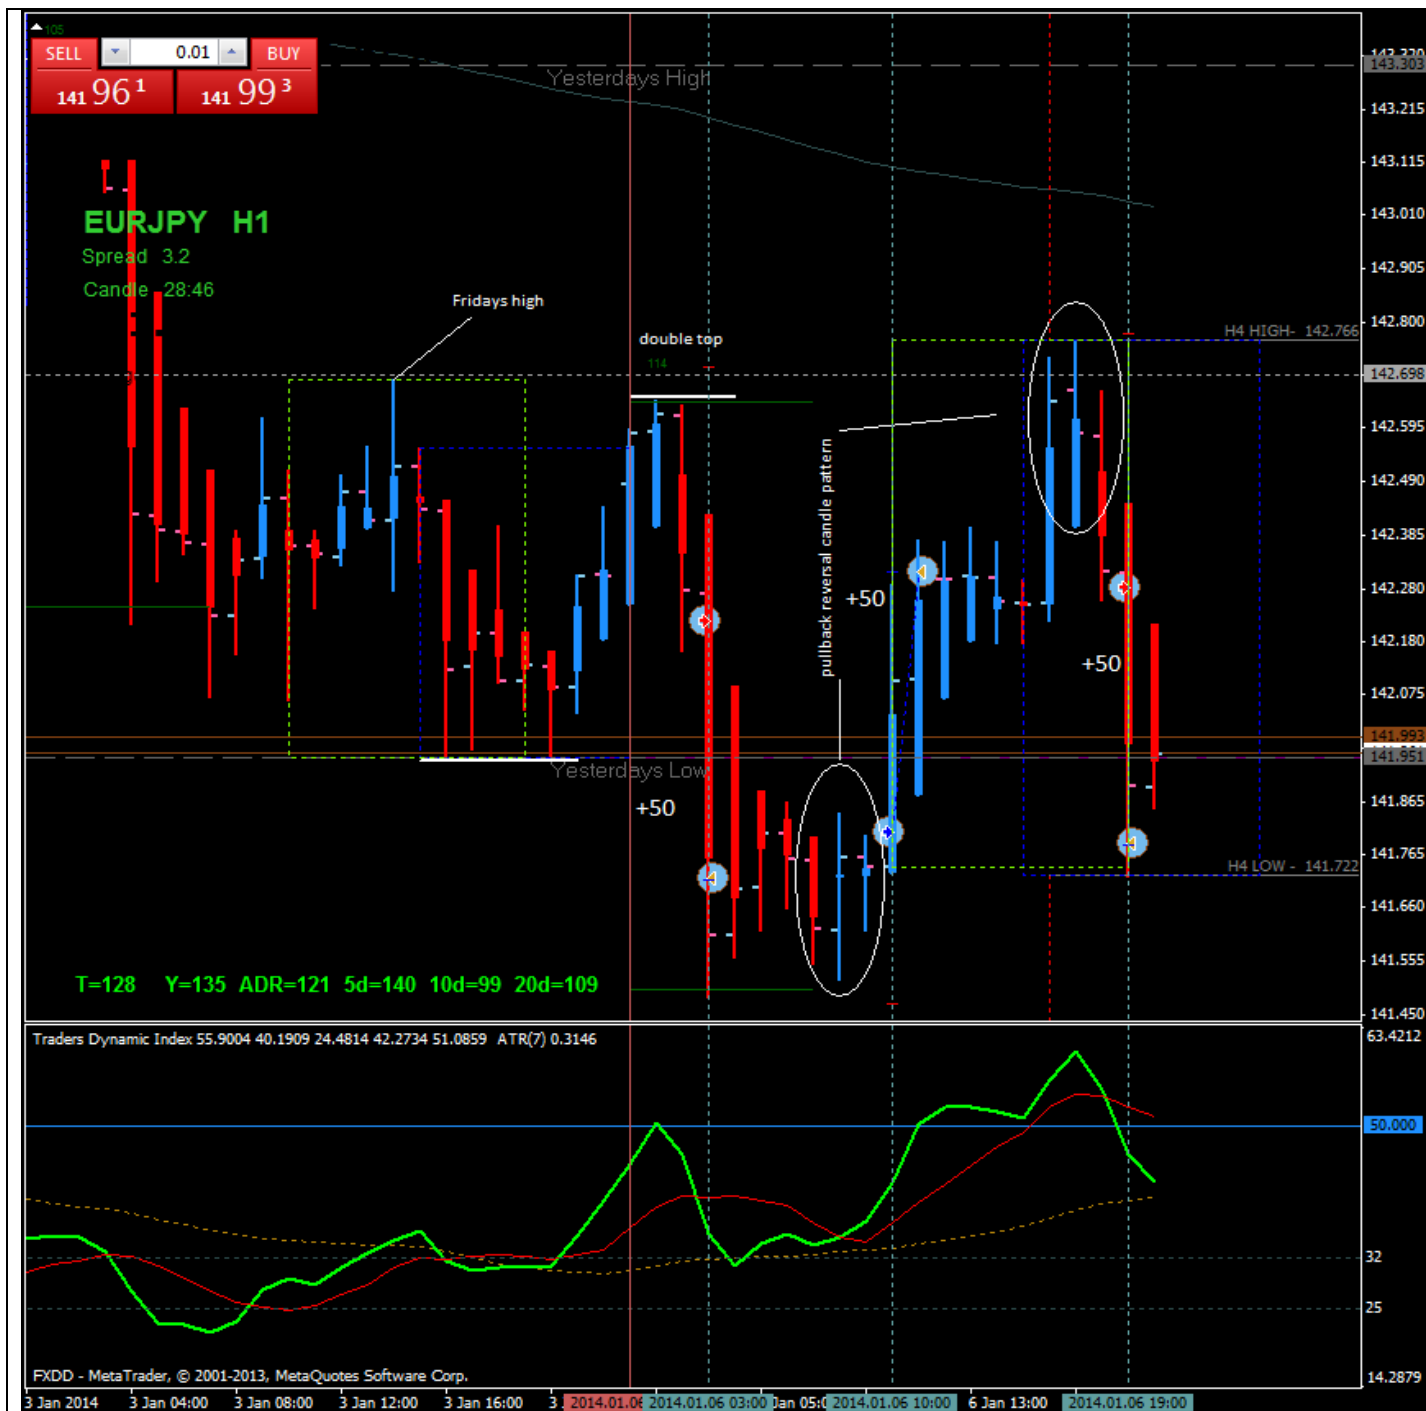 105
SELL 0.01 BUY
141 96 1 141 99 3
Yesterdays High
EURJPY H1
Spread 3.2
Candle 28:46
Fridays high
double top
114
H4 HIGH- 142.766
pullback reversal candle pattern
+50
+50
+50
Yesterdays Low
H4 LOW - 141.722
T=128 Y=135 ADR=121 5d=140 10d=99 20d=109
143.303
143.215
143.115
143.010
142.905
142.800
142.698
142.595
142.490
142.385
142.280
142.180
142.075
141.993
141.951
141.865
141.765
141.660
141.555
141.450
Traders Dynamic Index 55.9004 40.1909 24.4814 42.2734 51.0859 ATR(7) 0.3146
63.4212
50.000
32
25
14.2879
FXDD - MetaTrader, © 2001-2013, MetaQuotes Software Corp.
3 Jan 2014 3 Jan 04:00 3 Jan 08:00 3 Jan 12:00 3 Jan 16:00 3 2014.01.06 2014.01.06 03:00 2014.01.06 10:00 6 Jan 13:00 2014.01.06 19:00